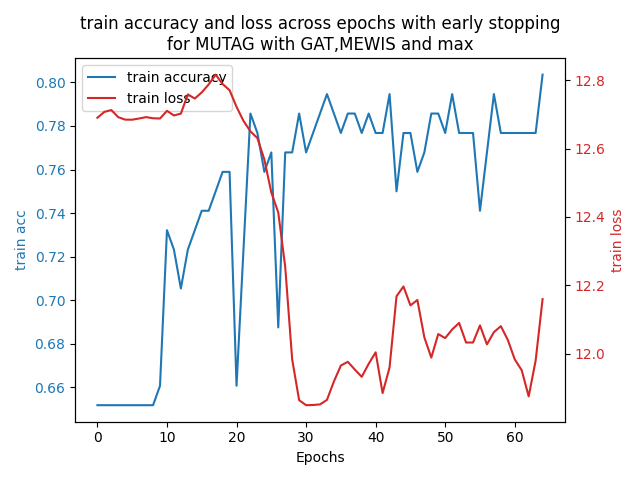 train accuracy and loss across epochs with early stopping
for MUTAG with GAT,MEWIS and max
train accuracy
train loss
0.80
0.78
0.76
0.74
0.72
0.70
0.68
0.66
train acc
12.8
12.6
12.4
12.2
12.0
train loss
0 10 20 30 40 50 60
Epochs